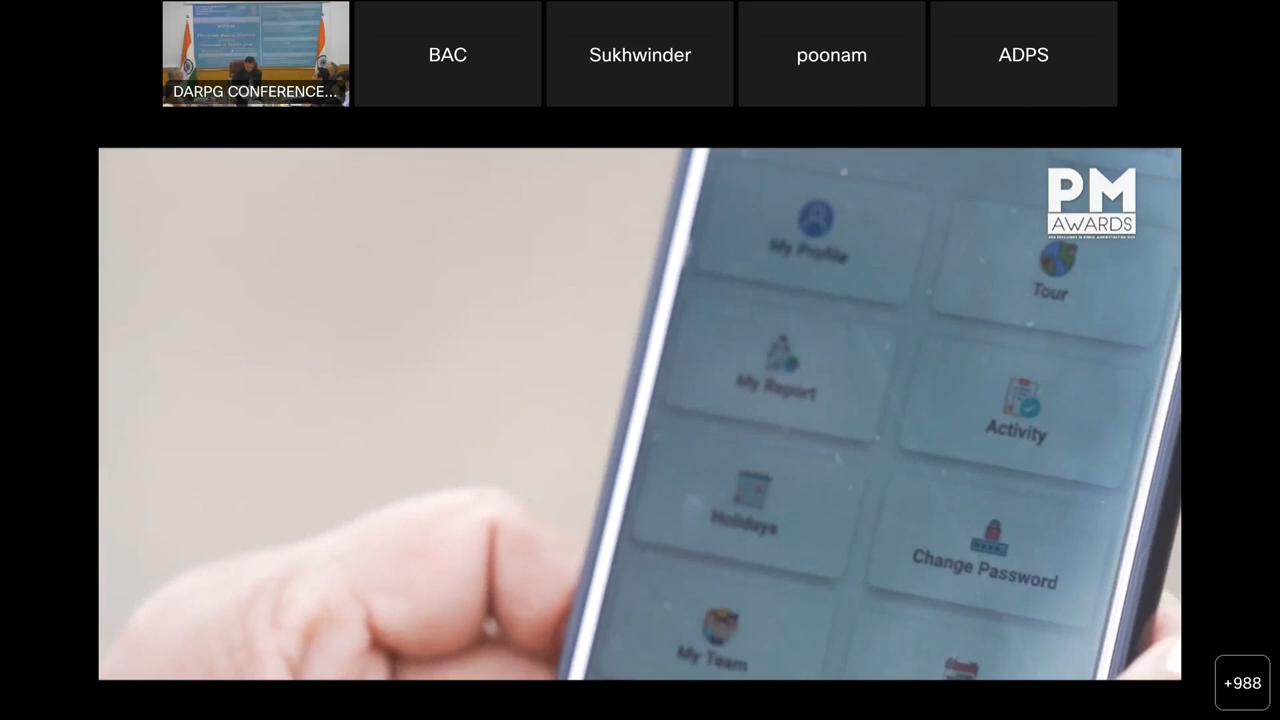 DARPG CONFERENCE...
BAC
Sukhwinder
poonam
ADPS
PM
AWARDS
My Profile
Tour
My Report
Activity
Holidays
Change Password
My Team
+988